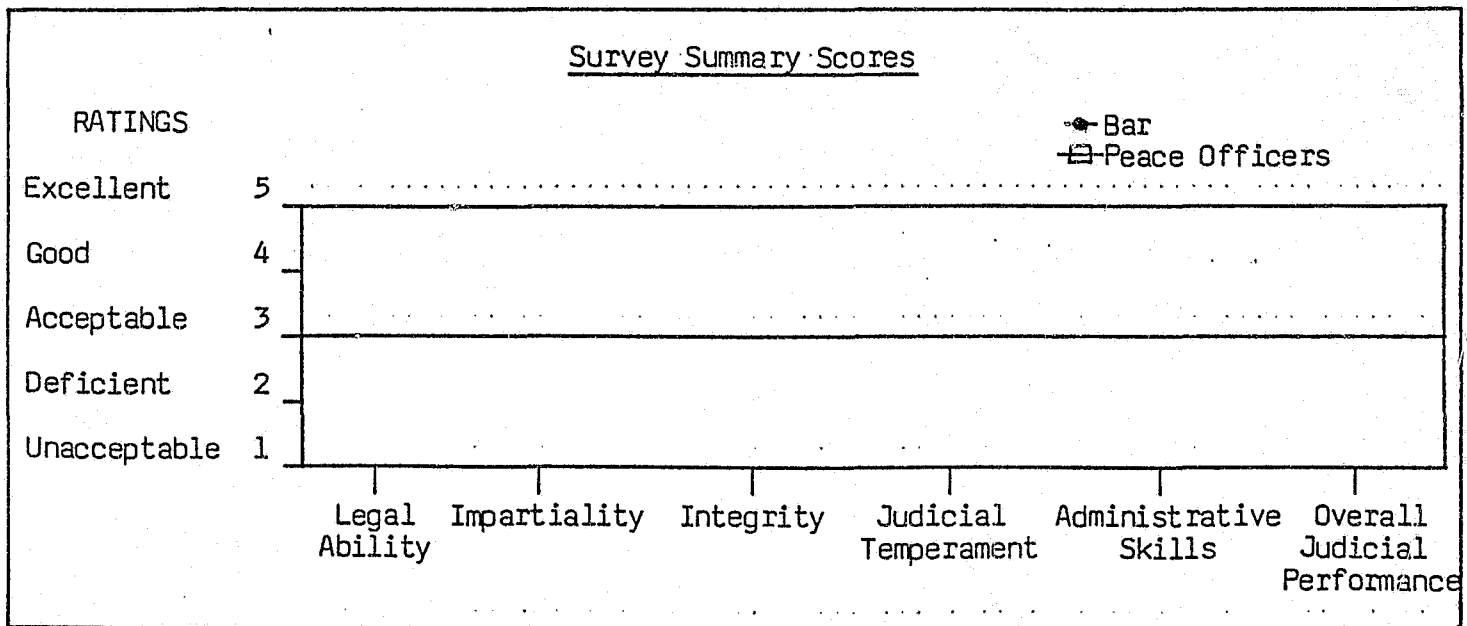 Survey Summary Scores
RATINGS
Bar
Peace Officers
Excellent 5
Good 4
Acceptable 3
Deficient 2
Unacceptable 1
Legal Impartiality Integrity Judicial Administrative Overall
Ability Temperament Skills Judicial
Performance